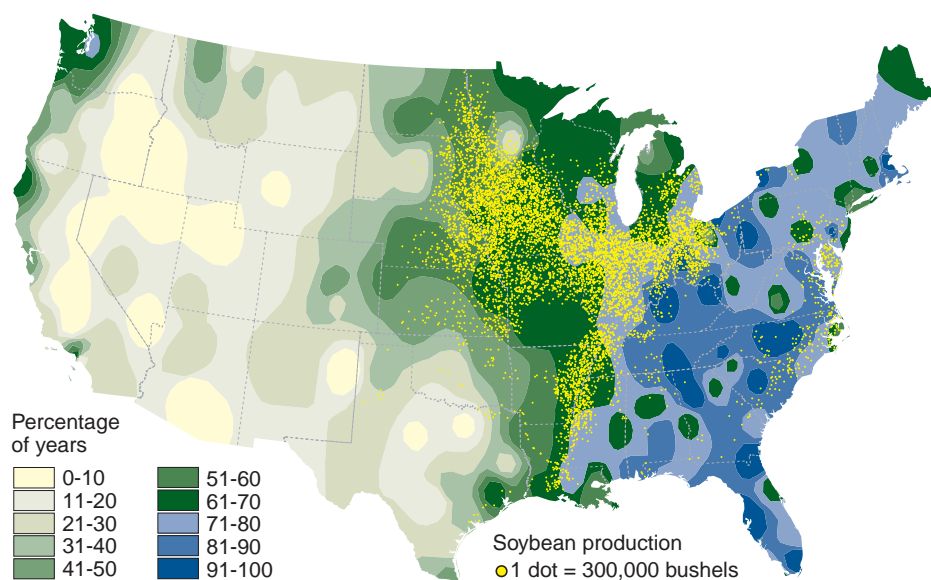 Percentage
of years
0-10
11-20
21-30
31-40
41-50
51-60
61-70
71-80
81-90
91-100
Soybean production
1 dot = 300,000 bushels